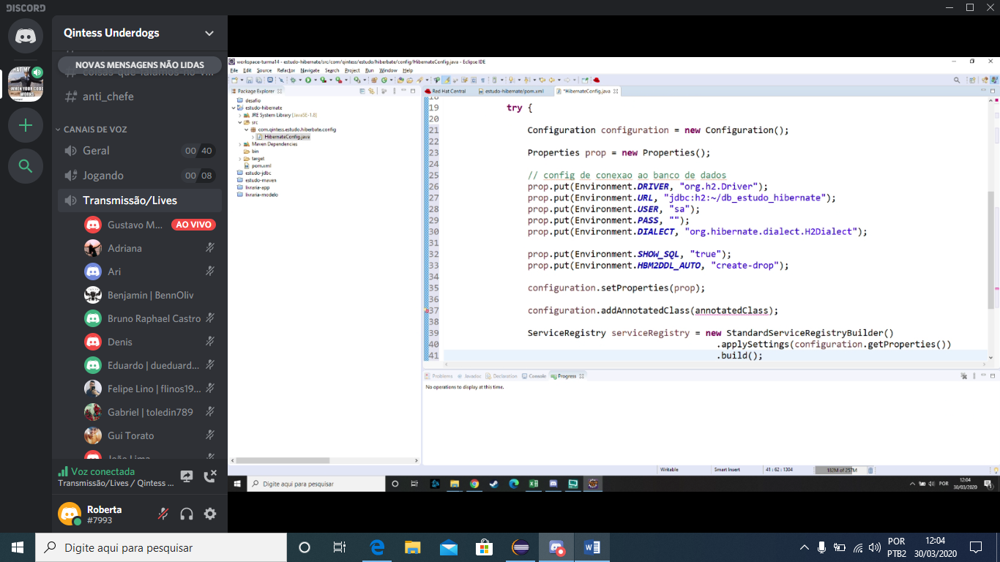 DISCORD
Qintess Underdogs
NOVAS MENSAGENS NÃO LIDAS
# coisas-que-falamos-no-v...
# anti_chefe
CANAIS DE VOZ
Geral 00 40
Jogando 00 08
Transmissão/Lives
Gustavo M... AO VIVO
Adriana
Ari
Benjamin | BennOliv
Bruno Raphael Castro
Denis
Eduardo | dueduard...
Felipe Lino | flinos19...
Gabriel | toledin789
Gui Torato
João Lima
Voz conectada
Transmissão/Lives / Qintess ...
Roberta
#7993
workspace-turma14 - estudo-hibernate/src/com/qintess/estudo/hiberbate/config/HibernateConfig.java - Eclipse IDE
File Edit Source Refactor Navigate Search Project Run Window Help
Package Explorer
desafio
estudo-hibernate
JRE System Library [JavaSE-1.8]
src
com.qintess.estudo.hiberbate.config
HibernateConfig.java
Maven Dependencies
bin
target
pom.xml
estudo-jdbc
estudo-maven
livraria-app
livraria-modelo
Red Hat Central estudo-hibernate/pom.xml *HibernateConfig.java
18
19 try {
20
21 Configuration configuration = new Configuration();
22
23 Properties prop = new Properties();
24
25 // config de conexao ao banco de dados
26 prop.put(Environment.DRIVER, "org.h2.Driver");
27 prop.put(Environment.URL, "jdbc:h2:~/db_estudo_hibernate");
28 prop.put(Environment.USER, "sa");
29 prop.put(Environment.PASS, "");
30 prop.put(Environment.DIALECT, "org.hibernate.dialect.H2Dialect");
31
32 prop.put(Environment.SHOW_SQL, "true");
33 prop.put(Environment.HBM2DDL_AUTO, "create-drop");
34
35 configuration.setProperties(prop);
36
37 configuration.addAnnotatedClass(annotatedClass);
38
39 ServiceRegistry serviceRegistry = new StandardServiceRegistryBuilder()
40 .applySettings(configuration.getProperties())
41 .build();
Problems Javadoc Declaration Console Progress
No operations to display at this time.
Writable Smart Insert 41 : 62 : 1304 182M of 257M
Digite aqui para pesquisar
POR 12:04
30/03/2020
Digite aqui para pesquisar
POR 12:04
PTB2 30/03/2020